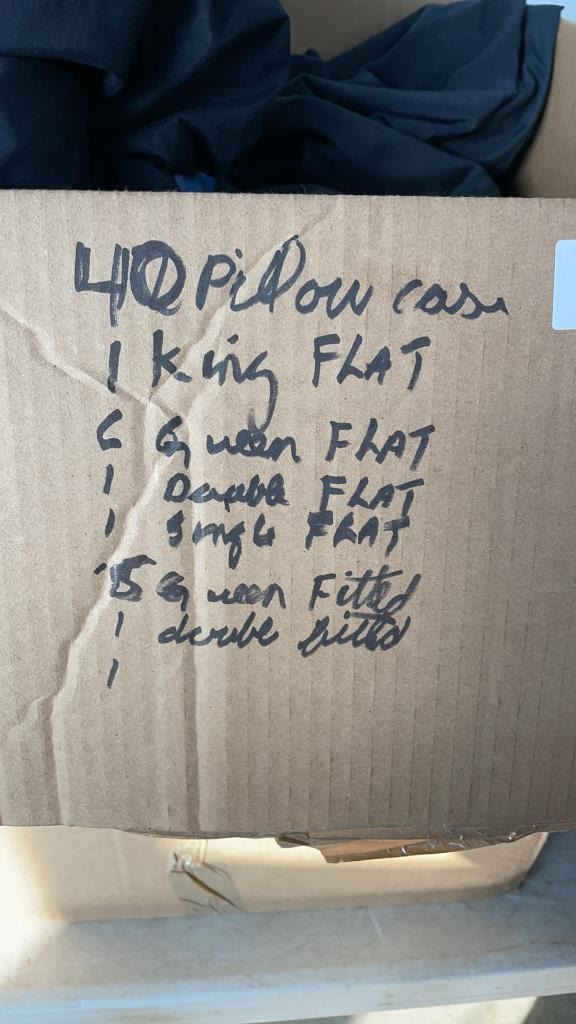 40 Pillow case
1 King FLAT
6 Queen FLAT
1 Double FLAT
1 Single FLAT
5 Queen Fitted
1 double fitted
1